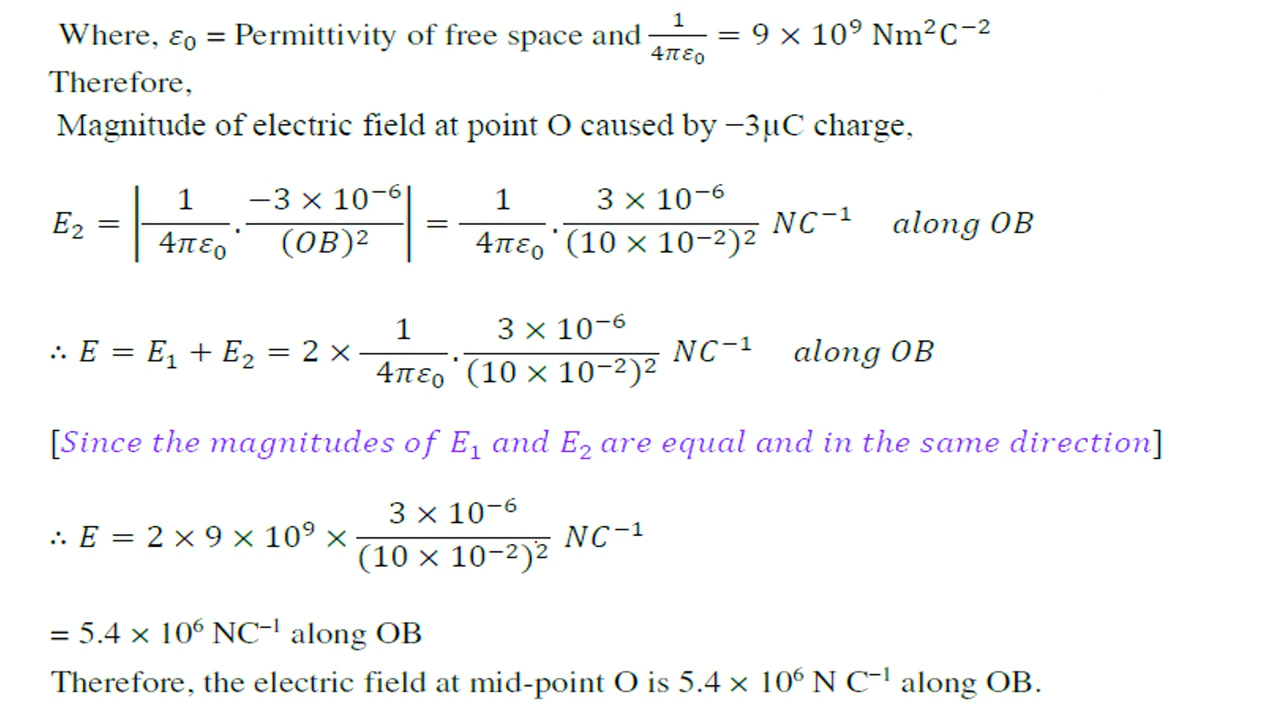 Where, ε₀ = Permittivity of free space and 1/(4πε₀) = 9 × 10⁹ Nm²C⁻²
Therefore,
Magnitude of electric field at point O caused by −3μC charge,
E₂ = |1/(4πε₀) . (−3 × 10⁻⁶)/(OB)²| = 1/(4πε₀) . (3 × 10⁻⁶)/(10 × 10⁻²)² NC⁻¹ along OB
∴ E = E₁ + E₂ = 2 × 1/(4πε₀) . (3 × 10⁻⁶)/(10 × 10⁻²)² NC⁻¹ along OB
[Since the magnitudes of E₁ and E₂ are equal and in the same direction]
∴ E = 2 × 9 × 10⁹ × (3 × 10⁻⁶)/(10 × 10⁻²)² NC⁻¹
= 5.4 × 10⁶ NC⁻¹ along OB
Therefore, the electric field at mid-point O is 5.4 × 10⁶ N C⁻¹ along OB.